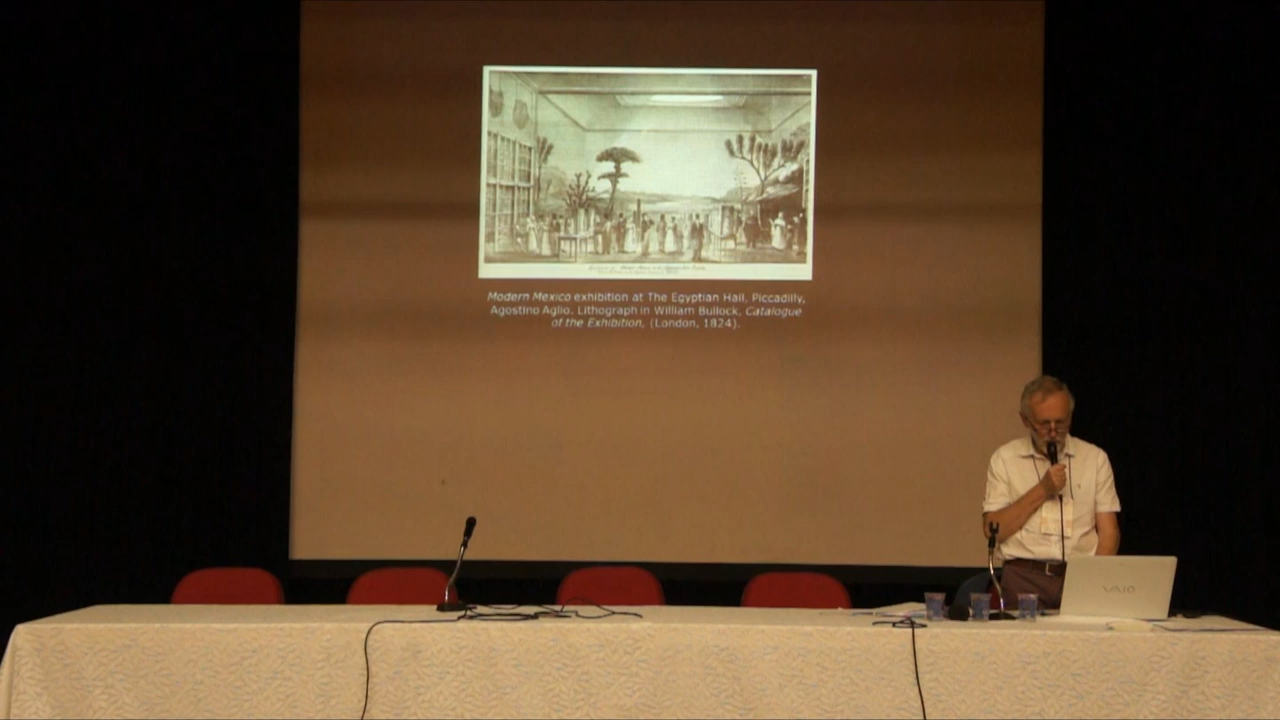 Modern Mexico exhibition at The Egyptian Hall, Piccadilly,
Agostino Aglio. Lithograph in William Bullock, Catalogue
of the Exhibition, (London, 1824).
VAIO